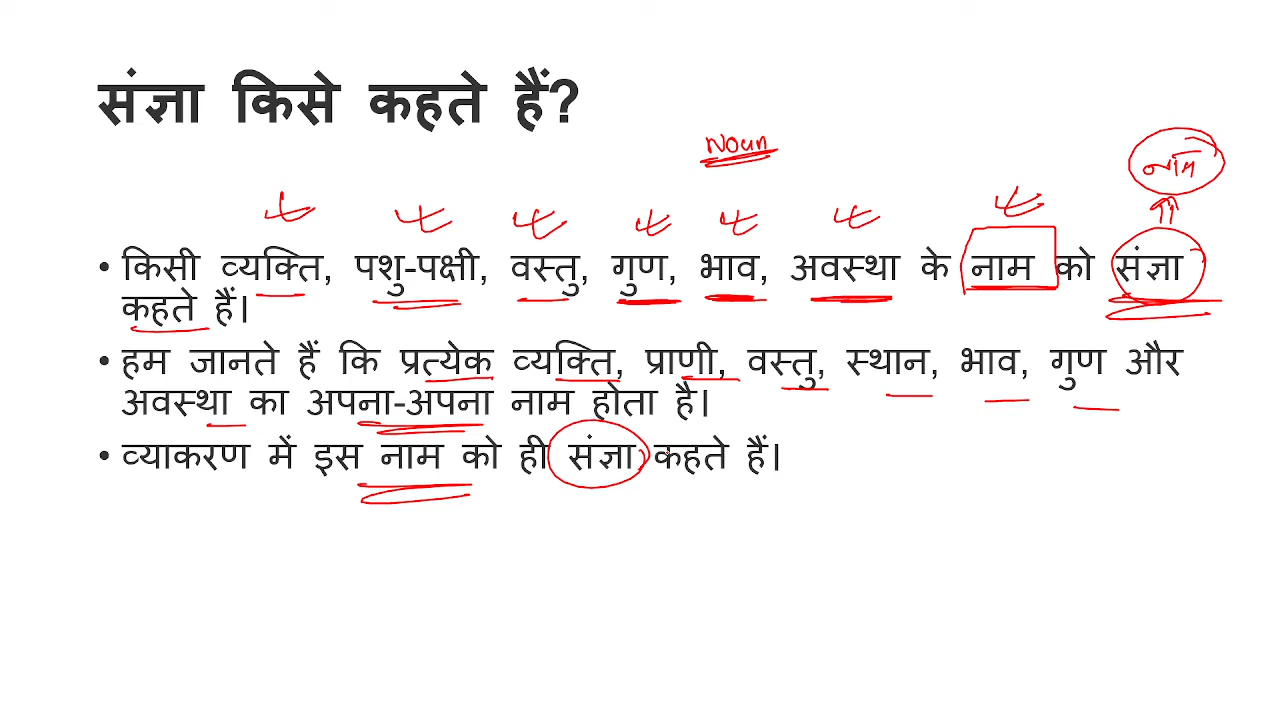 संज्ञा किसे कहते हैं?
Noun
नाम
• किसी व्यक्ति, पशु-पक्षी, वस्तु, गुण, भाव, अवस्था के नाम को संज्ञा
कहते हैं।
• हम जानते हैं कि प्रत्येक व्यक्ति, प्राणी, वस्तु, स्थान, भाव, गुण और
अवस्था का अपना-अपना नाम होता है।
• व्याकरण में इस नाम को ही संज्ञा कहते हैं।